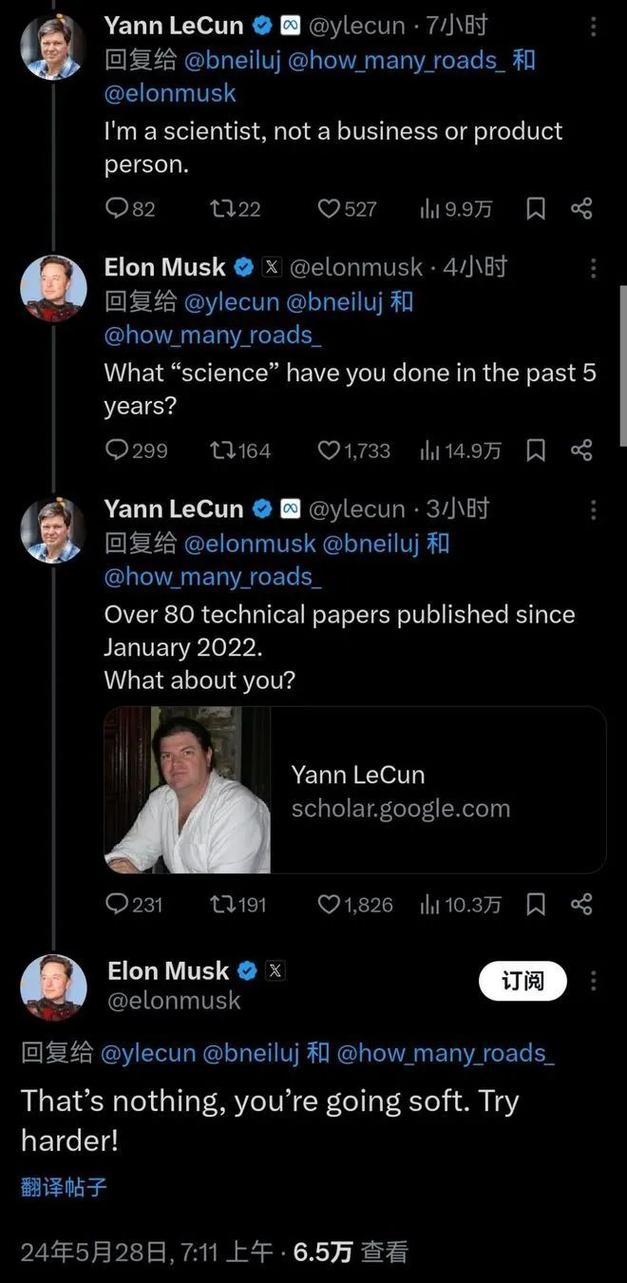 Yann LeCun @ylecun · 7小时
回复给 @bneiluj @how_many_roads_ 和
@elonmusk
I'm a scientist, not a business or product
person.
82 22 527 9.9万
Elon Musk X @elonmusk · 4小时
回复给 @ylecun @bneiluj 和
@how_many_roads_
What “science” have you done in the past 5
years?
299 164 1,733 14.9万
Yann LeCun @ylecun · 3小时
回复给 @elonmusk @bneiluj 和
@how_many_roads_
Over 80 technical papers published since
January 2022.
What about you?
Yann LeCun
scholar.google.com
231 191 1,826 10.3万
Elon Musk X
订阅
@elonmusk
回复给 @ylecun @bneiluj 和 @how_many_roads_
That’s nothing, you’re going soft. Try
harder!
翻译帖子
24年5月28日, 7:11 上午 · 6.5万 查看